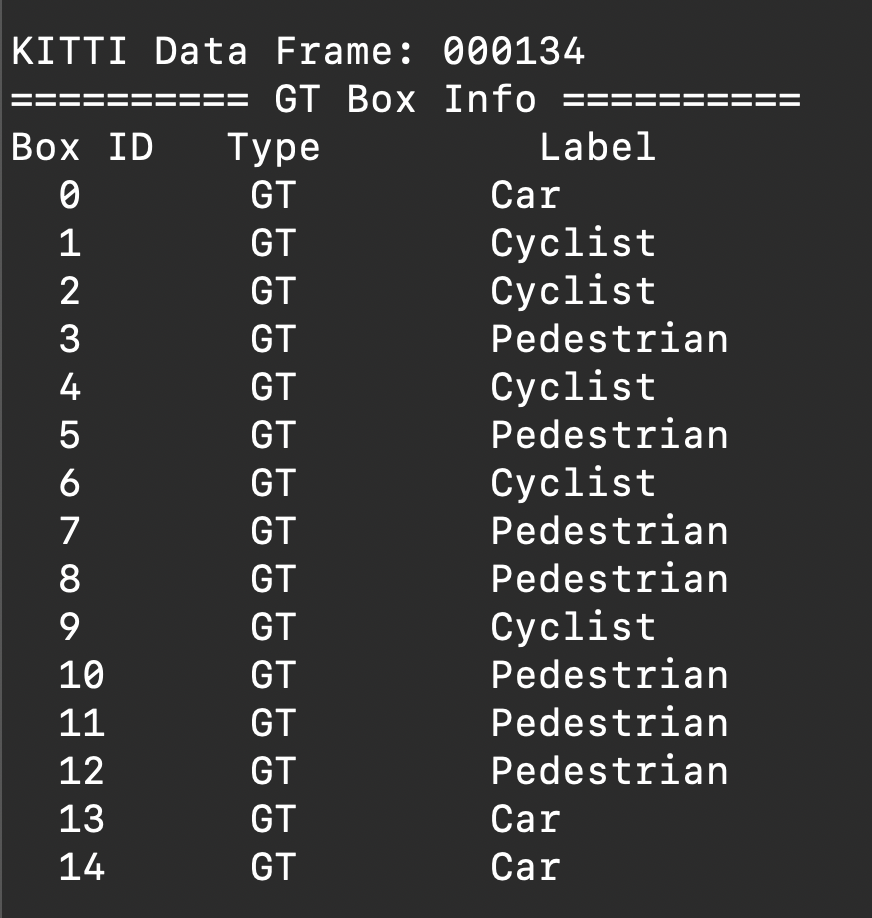 KITTI Data Frame: 000134
========== GT Box Info ==========
Box ID   Type         Label
  0       GT        Car
  1       GT        Cyclist
  2       GT        Cyclist
  3       GT        Pedestrian
  4       GT        Cyclist
  5       GT        Pedestrian
  6       GT        Cyclist
  7       GT        Pedestrian
  8       GT        Pedestrian
  9       GT        Cyclist
  10      GT        Pedestrian
  11      GT        Pedestrian
  12      GT        Pedestrian
  13      GT        Car
  14      GT        Car